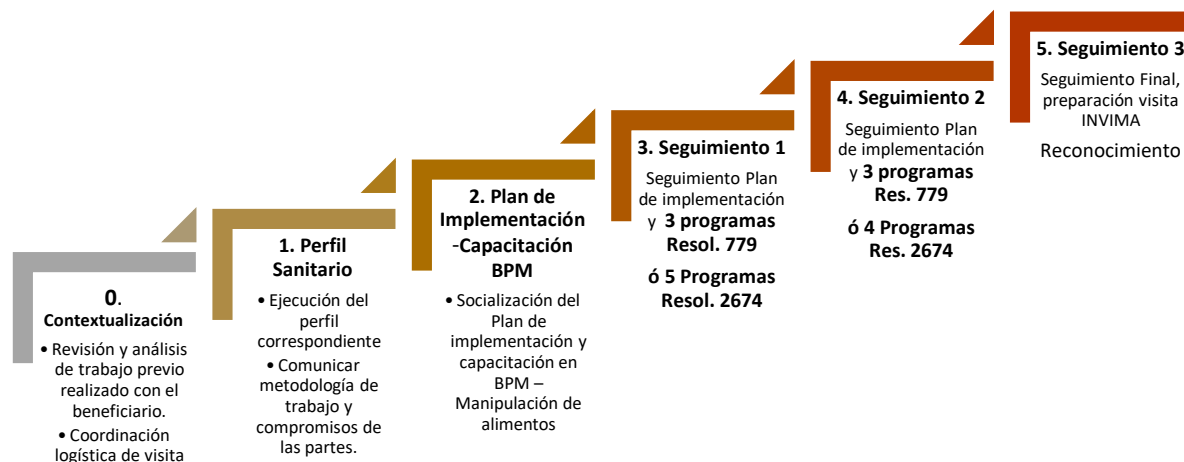 0.
Contextualización
• Revisión y análisis
de trabajo previo
realizado con el
beneficiario.
• Coordinación
logística de visita
1. Perfil
Sanitario
• Ejecución del
perfil
correspondiente
• Comunicar
metodología de
trabajo y
compromisos de
las partes.
2. Plan de
Implementación
-Capacitación
BPM
• Socialización del
Plan de
implementación y
capacitación en
BPM –
Manipulación de
alimentos
3. Seguimiento 1
Seguimiento Plan
de implementación
y 3 programas
Resol. 779
ó 5 Programas
Resol. 2674
4. Seguimiento 2
Seguimiento Plan
de implementación
y 3 programas
Res. 779
ó 4 Programas
Res. 2674
5. Seguimiento 3
Seguimiento Final,
preparación visita
INVIMA
Reconocimiento